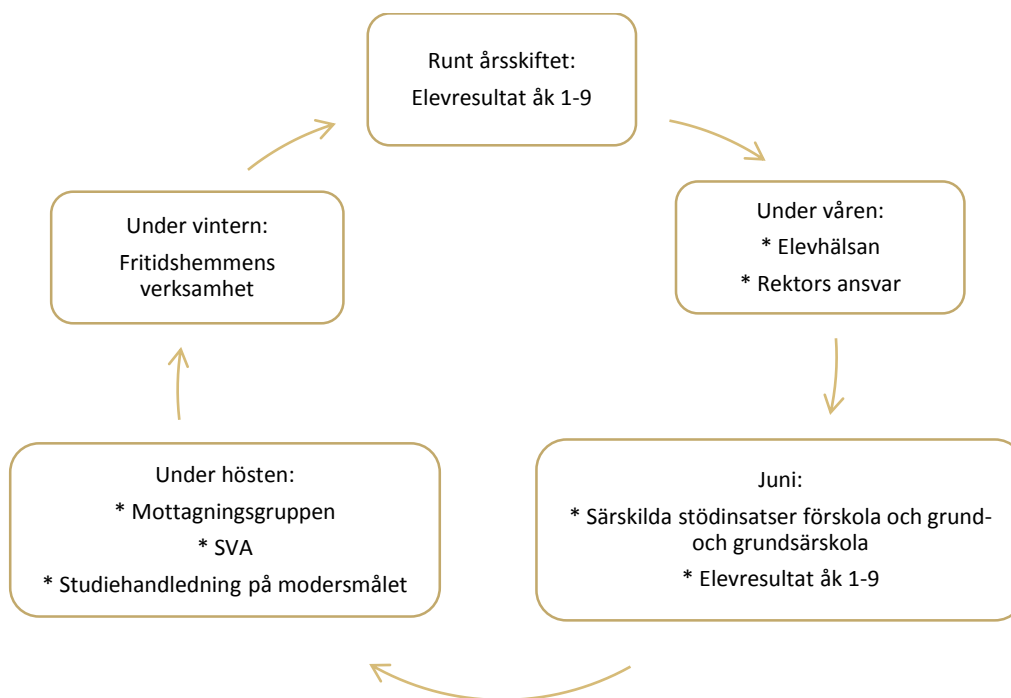 Runt årsskiftet:
Elevresultat åk 1-9
Under våren:
* Elevhälsan
* Rektors ansvar
Juni:
* Särskilda stödinsatser förskola och grund-
och grundsärskola
* Elevresultat åk 1-9
Under hösten:
* Mottagningsgruppen
* SVA
* Studiehandledning på modersmålet
Under vintern:
Fritidshemmens
verksamhet